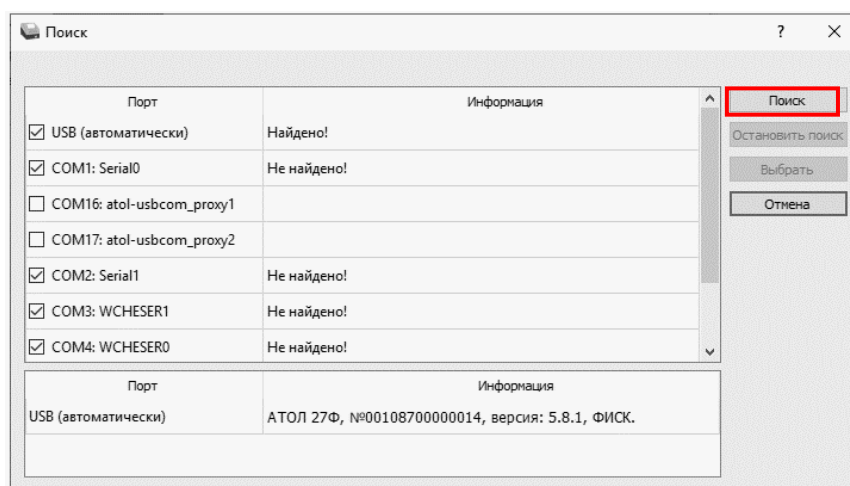 Поиск
?
Порт Информация
USB (автоматически) Найдено!
COM1: Serial0 Не найдено!
COM16: atol-usbcom_proxy1
COM17: atol-usbcom_proxy2
COM2: Serial1 Не найдено!
COM3: WCHESER1 Не найдено!
COM4: WCHESER0 Не найдено!
Поиск
Остановить поиск
Выбрать
Отмена
Порт Информация
USB (автоматически) АТОЛ 27Ф, №00108700000014, версия: 5.8.1, ФИСК.